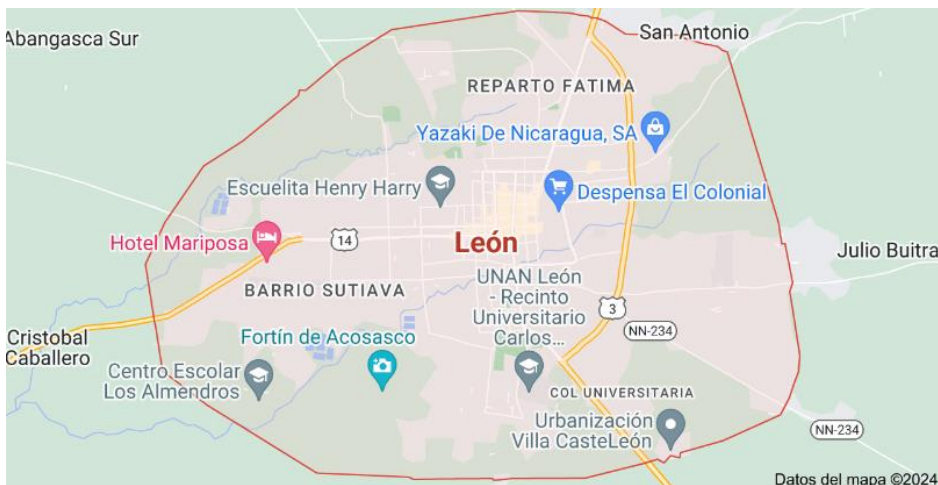 Abangasca Sur
San Antonio
REPARTO FATIMA
Yazaki De Nicaragua, SA
Escuelita Henry Harry
Despensa El Colonial
Hotel Mariposa
14
León
Julio Buitra
BARRIO SUTIAVA
UNAN León
- Recinto
Universitario
Carlos...
3
NN-234
Cristobal
Caballero
Fortín de Acosasco
Centro Escolar
Los Almendros
COL UNIVERSITARIA
Urbanización
Villa CasteLeón
NN-234
Datos del mapa ©2024